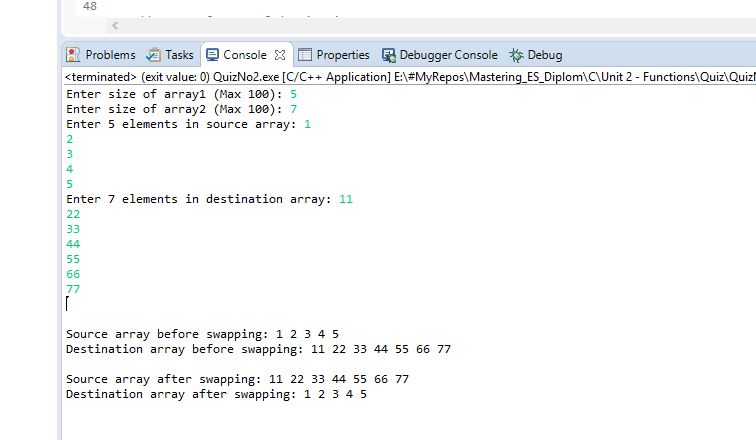 48
Problems Tasks Console Properties Debugger Console Debug
<terminated> (exit value: 0) QuizNo2.exe [C/C++ Application] E:\#MyRepos\Mastering_ES_Diplom\C\Unit 2 - Functions\Quiz\Quiz
Enter size of array1 (Max 100): 5
Enter size of array2 (Max 100): 7
Enter 5 elements in source array: 1
2
3
4
5
Enter 7 elements in destination array: 11
22
33
44
55
66
77
Source array before swapping: 1 2 3 4 5
Destination array before swapping: 11 22 33 44 55 66 77
Source array after swapping: 11 22 33 44 55 66 77
Destination array after swapping: 1 2 3 4 5